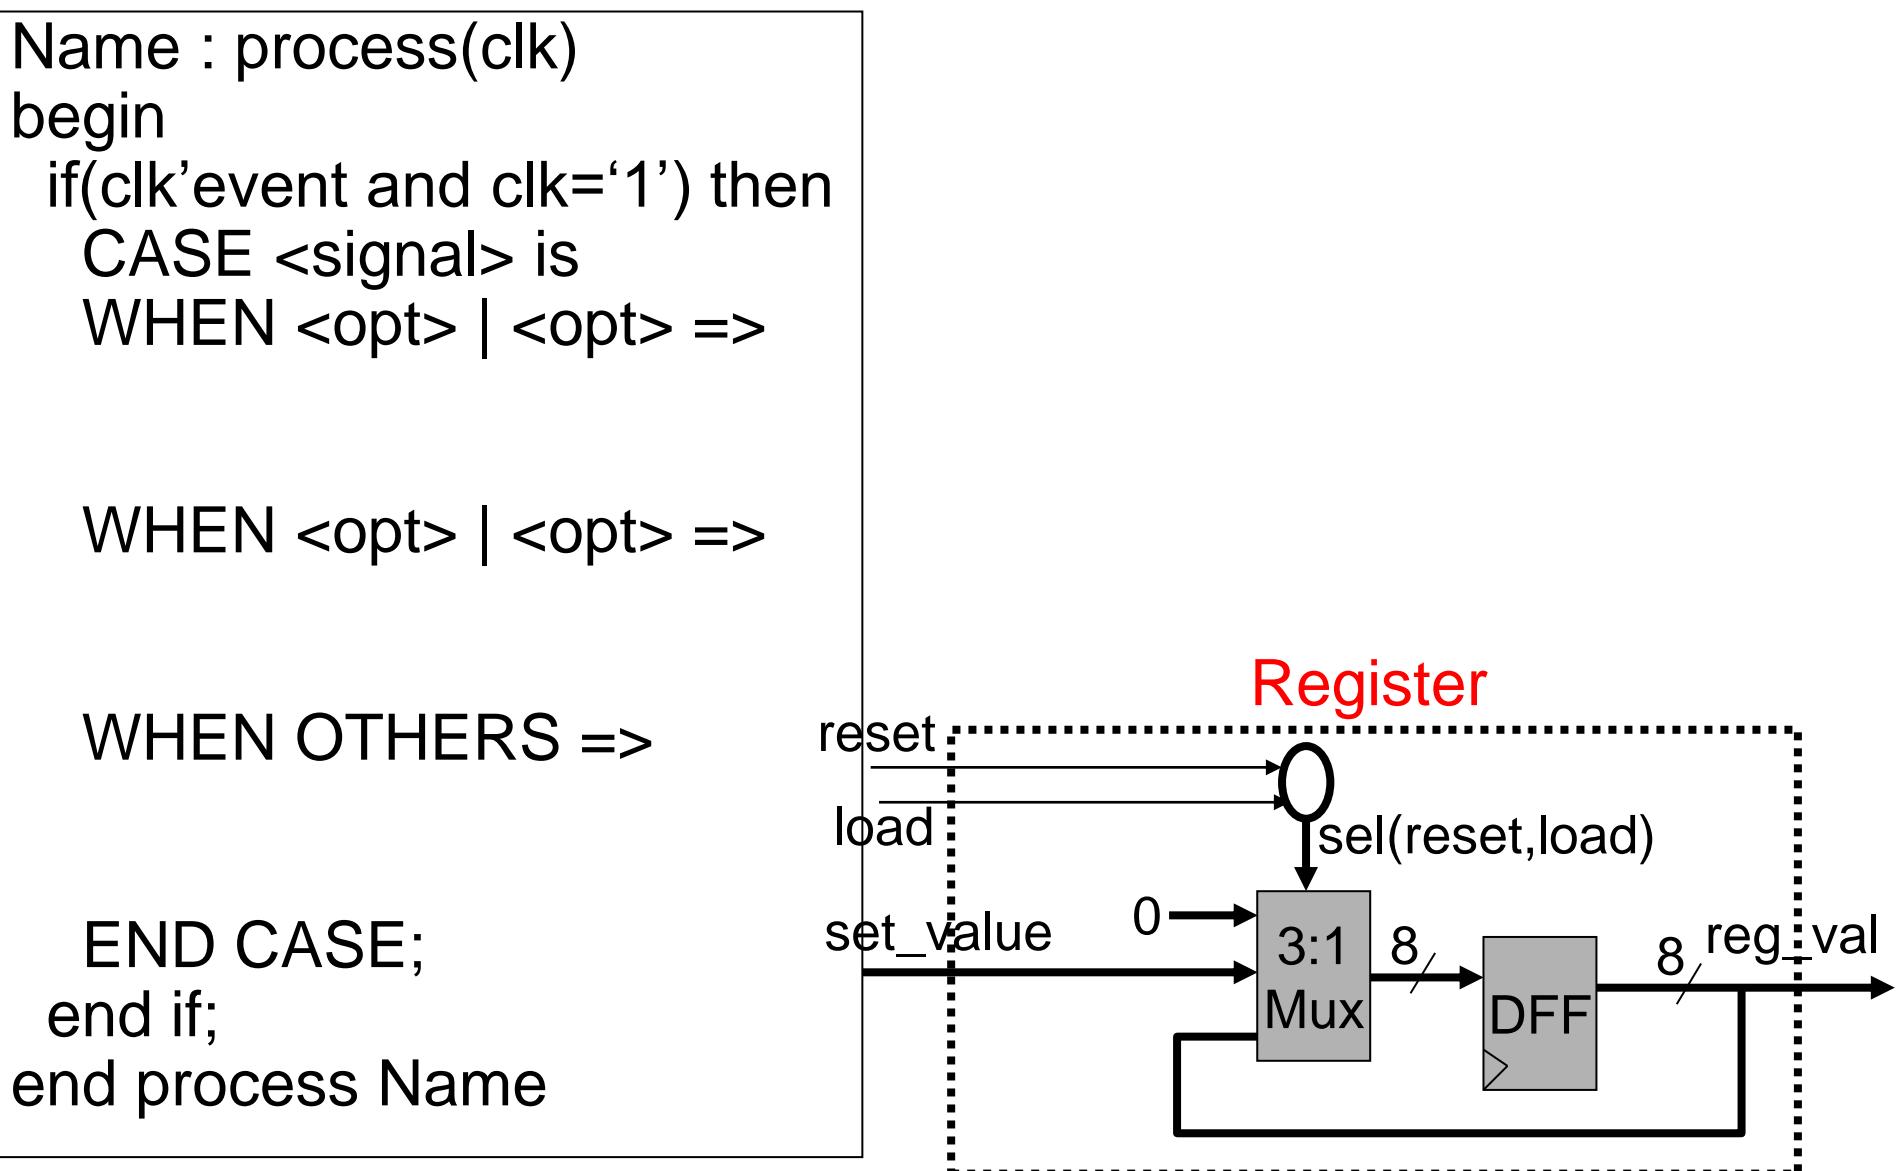 Name : process(clk)
begin
if(clk’event and clk=‘1’) then
CASE <signal> is
WHEN <opt> | <opt> =>
WHEN <opt> | <opt> =>
WHEN OTHERS =>
END CASE;
end if;
end process Name
Register
reset
load
sel(reset,load)
set_value
0
3:1
Mux
8
DFF
8
reg_val